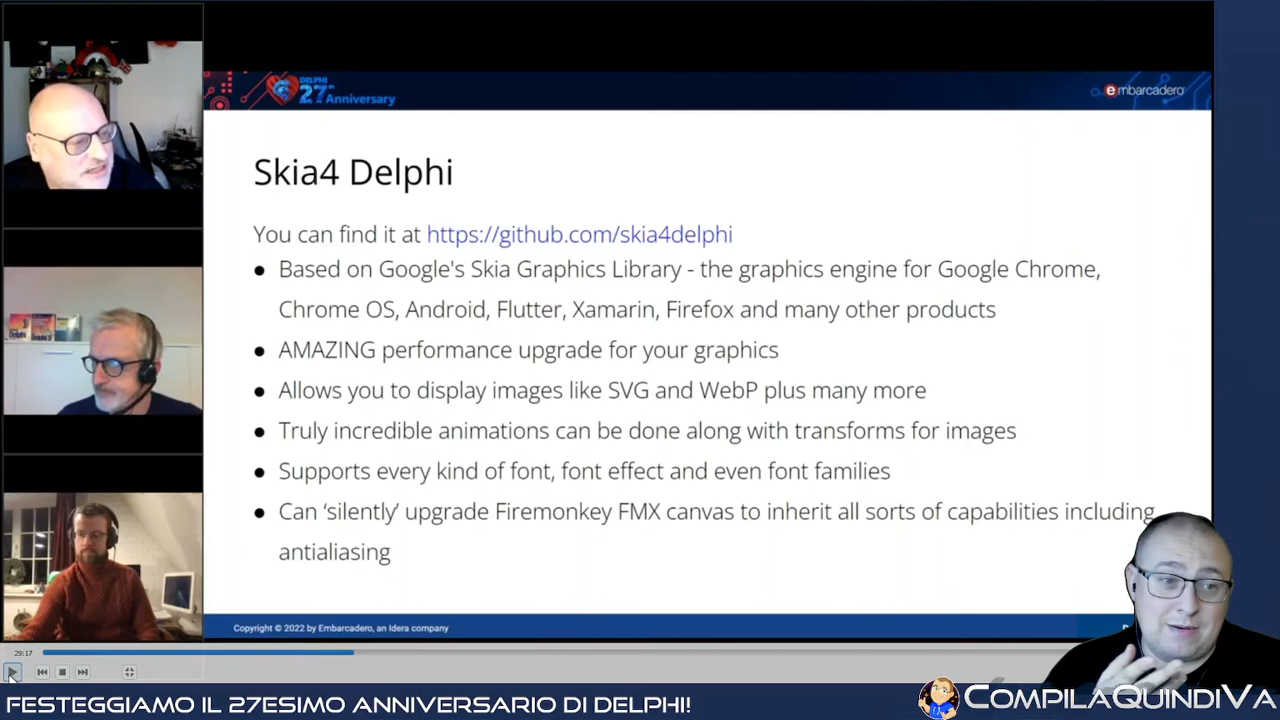 DELPHI
27th Anniversary
embarcadero
Skia4 Delphi
You can find it at https://github.com/skia4delphi
● Based on Google's Skia Graphics Library - the graphics engine for Google Chrome,
Chrome OS, Android, Flutter, Xamarin, Firefox and many other products
● AMAZING performance upgrade for your graphics
● Allows you to display images like SVG and WebP plus many more
● Truly incredible animations can be done along with transforms for images
● Supports every kind of font, font effect and even font families
● Can ‘silently’ upgrade Firemonkey FMX canvas to inherit all sorts of capabilities including
antialiasing
Copyright © 2022 by Embarcadero, an Idera company
29:17
FESTEGGIAMO IL 27ESIMO ANNIVERSARIO DI DELPHI!
COMPILAQUINDIVA